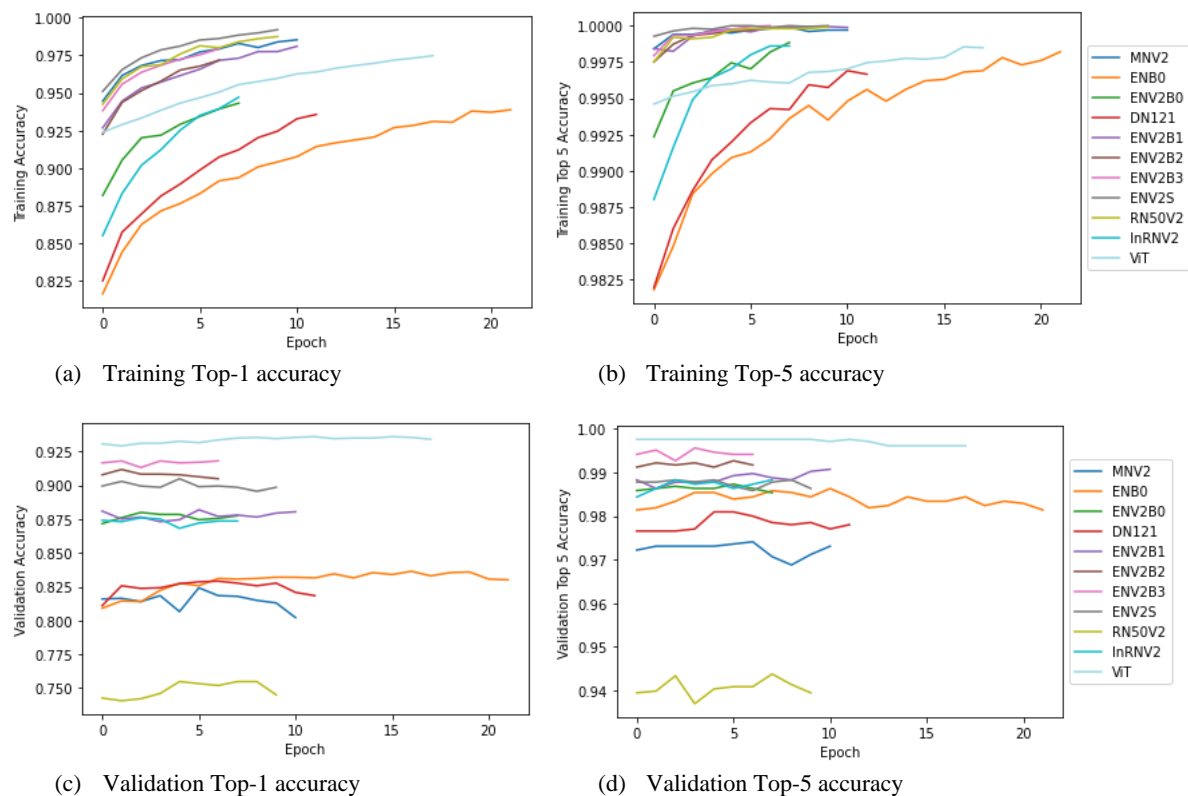 1.000
0.975
0.950
0.925
0.900
0.875
0.850
0.825
Training Accuracy
0 5 10 15 20
Epoch
(a) Training Top-1 accuracy
1.0000
0.9975
0.9950
0.9925
0.9900
0.9875
0.9850
0.9825
Training Top 5 Accuracy
0 5 10 15 20
Epoch
(b) Training Top-5 accuracy
MNV2
ENB0
ENV2B0
DN121
ENV2B1
ENV2B2
ENV2B3
ENV2S
RN50V2
InRNV2
ViT
0.925
0.900
0.875
0.850
0.825
0.800
0.775
0.750
Validation Accuracy
0 5 10 15 20
Epoch
(c) Validation Top-1 accuracy
1.00
0.99
0.98
0.97
0.96
0.95
0.94
Validation Top 5 Accuracy
0 5 10 15 20
Epoch
(d) Validation Top-5 accuracy
MNV2
ENB0
ENV2B0
DN121
ENV2B1
ENV2B2
ENV2B3
ENV2S
RN50V2
InRNV2
ViT